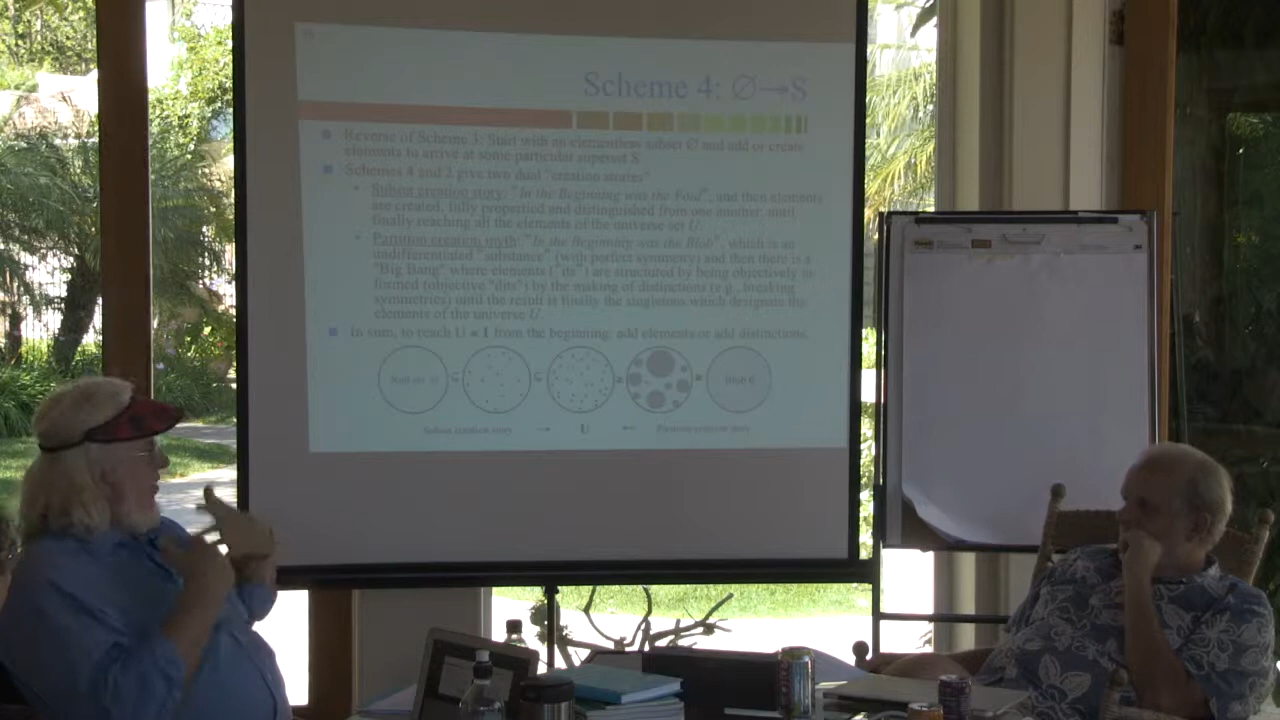 Scheme 4: ∅→S
Reverse of Scheme 3: Start with an elementless subset ∅ and add or create
elements to arrive at some particular superset S.
Schemes 4 and 2 give two dual "creation stories"
Subset creation story: "In the Beginning was the Void", and then elements
are created, fully propertied and distinguished from one another, until
finally reaching all the elements of the universe set U.
Partition creation myth: "In the Beginning was the Blob", which is an
undifferentiated "substance" (with perfect symmetry) and then there is a
"Big Bang" where elements ("its") are structured by being objectively in-
formed (objective "dits") by the making of distinctions (e.g., breaking
symmetries) until the result is finally the singletons which designate the
elements of the universe U.
In sum, to reach U = 1 from the beginning: add elements or add distinctions.
Subset creation story → U ← Partition creation story